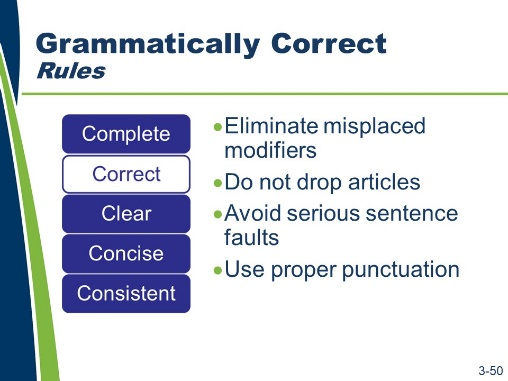 Grammatically Correct
Rules
Complete
Correct
Clear
Concise
Consistent
•Eliminate misplaced
modifiers
•Do not drop articles
•Avoid serious sentence
faults
•Use proper punctuation
3-50